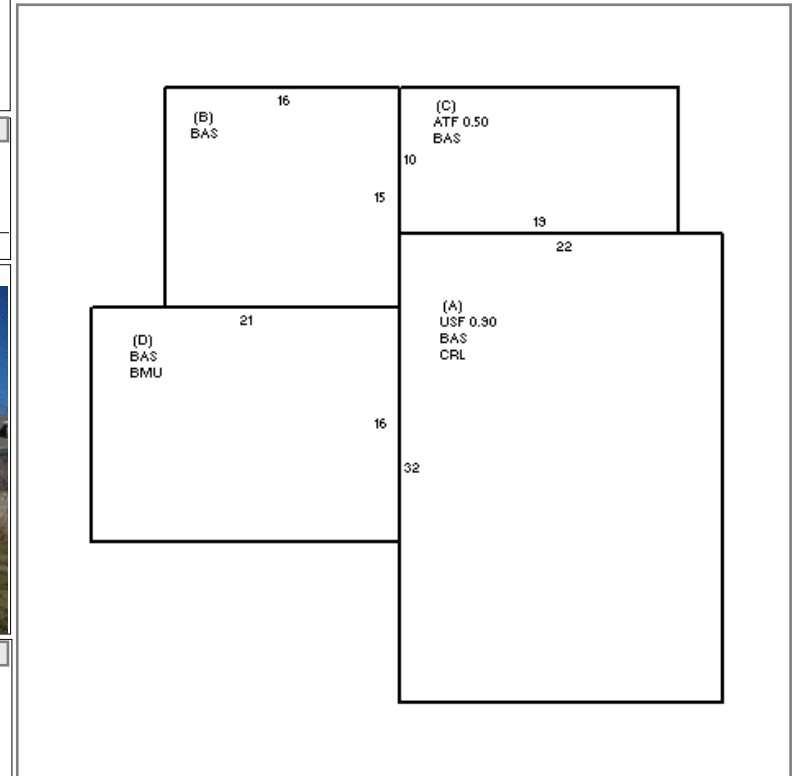 16
(B)
BAS
15
(C)
ATF 0.50
BAS
10
19
22
(A)
USF 0.90
BAS
CRL
32
21
(D)
BAS
BMU
16